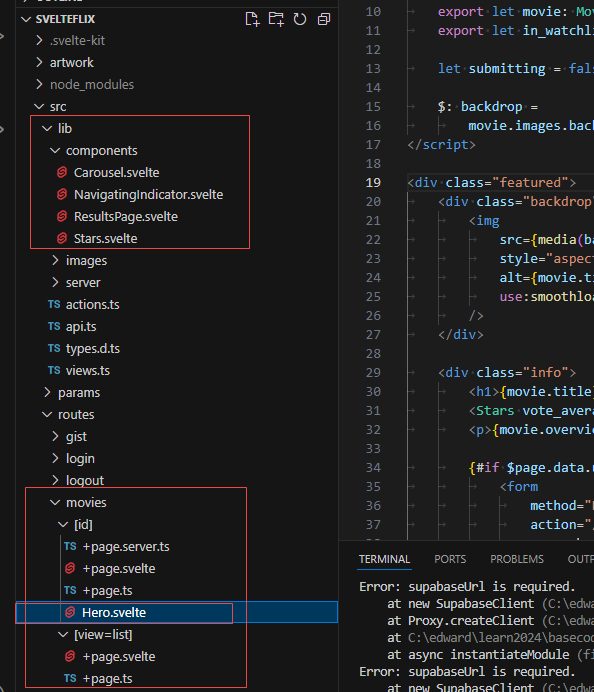 SVELTEFLIX
.svelte-kit
artwork
node_modules
src
lib
components
Carousel.svelte
NavigatingIndicator.svelte
ResultsPage.svelte
Stars.svelte
images
server
TS actions.ts
TS api.ts
TS types.d.ts
TS views.ts
params
routes
gist
login
logout
movies
[id]
TS +page.server.ts
+page.svelte
TS +page.ts
Hero.svelte
[view=list]
+page.svelte
TS +page.ts
10 export let movie: Mo
11 export let in_watchli
12
13 let submitting = fals
14
15 $: backdrop =
16 movie.images.back
17 </script>
18
19 <div class="featured">
20 <div class="backdrop"
21 <img
22 src={media(ba
23 style="aspect
24 alt={movie.ti
25 use:smoothloa
26 />
27 </div>
28
29 <div class="info">
30 <h1>{movie.title}
31 <Stars vote_avera
32 <p>{movie.overvie
33
34 {#if $page.data.u
35 <form
36 method="
37 action="/
TERMINAL PORTS PROBLEMS OUTP
Error: supabaseUrl is required.
at new SupabaseClient (C:\edwa
at Proxy.createClient (C:\edwa
at C:\edward\learn2024\basecod
at async instantiateModule (fi
Error: supabaseUrl is required.
at new SupabaseClient (C:\edwa